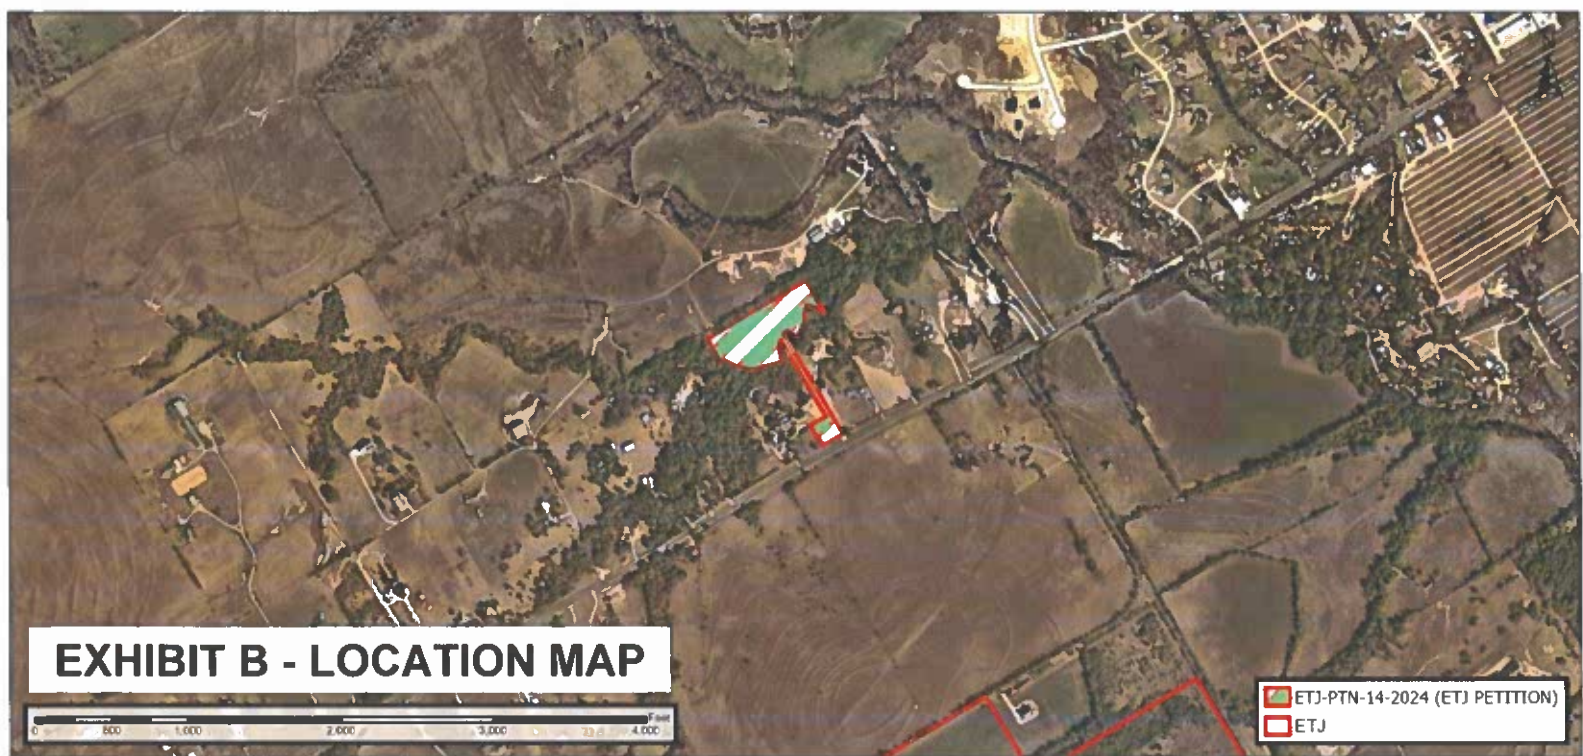 EXHIBIT B - LOCATION MAP
Feet
0 500 1,000 2,000 3,000 4,000
ETJ-PTN-14-2024 (ETJ PETITION)
ETJ